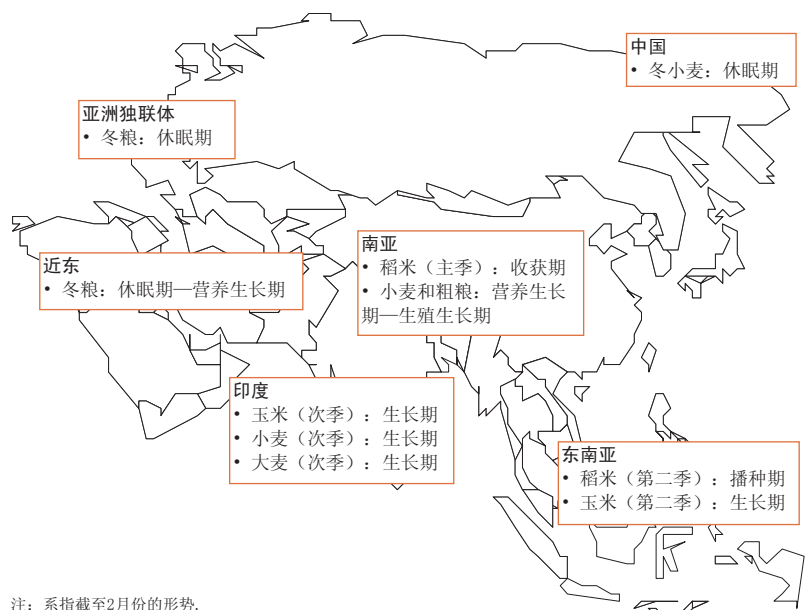 中国
• 冬小麦：休眠期
亚洲独联体
• 冬粮：休眠期
南亚
• 稻米（主季）：收获期
• 小麦和粗粮：营养生长
期—生殖生长期
近东
• 冬粮：休眠期—营养生长期
印度
• 玉米（次季）：生长期
• 小麦（次季）：生长期
• 大麦（次季）：生长期
东南亚
• 稻米（第二季）：播种期
• 玉米（第二季）：生长期
注：系指截至2月份的形势.